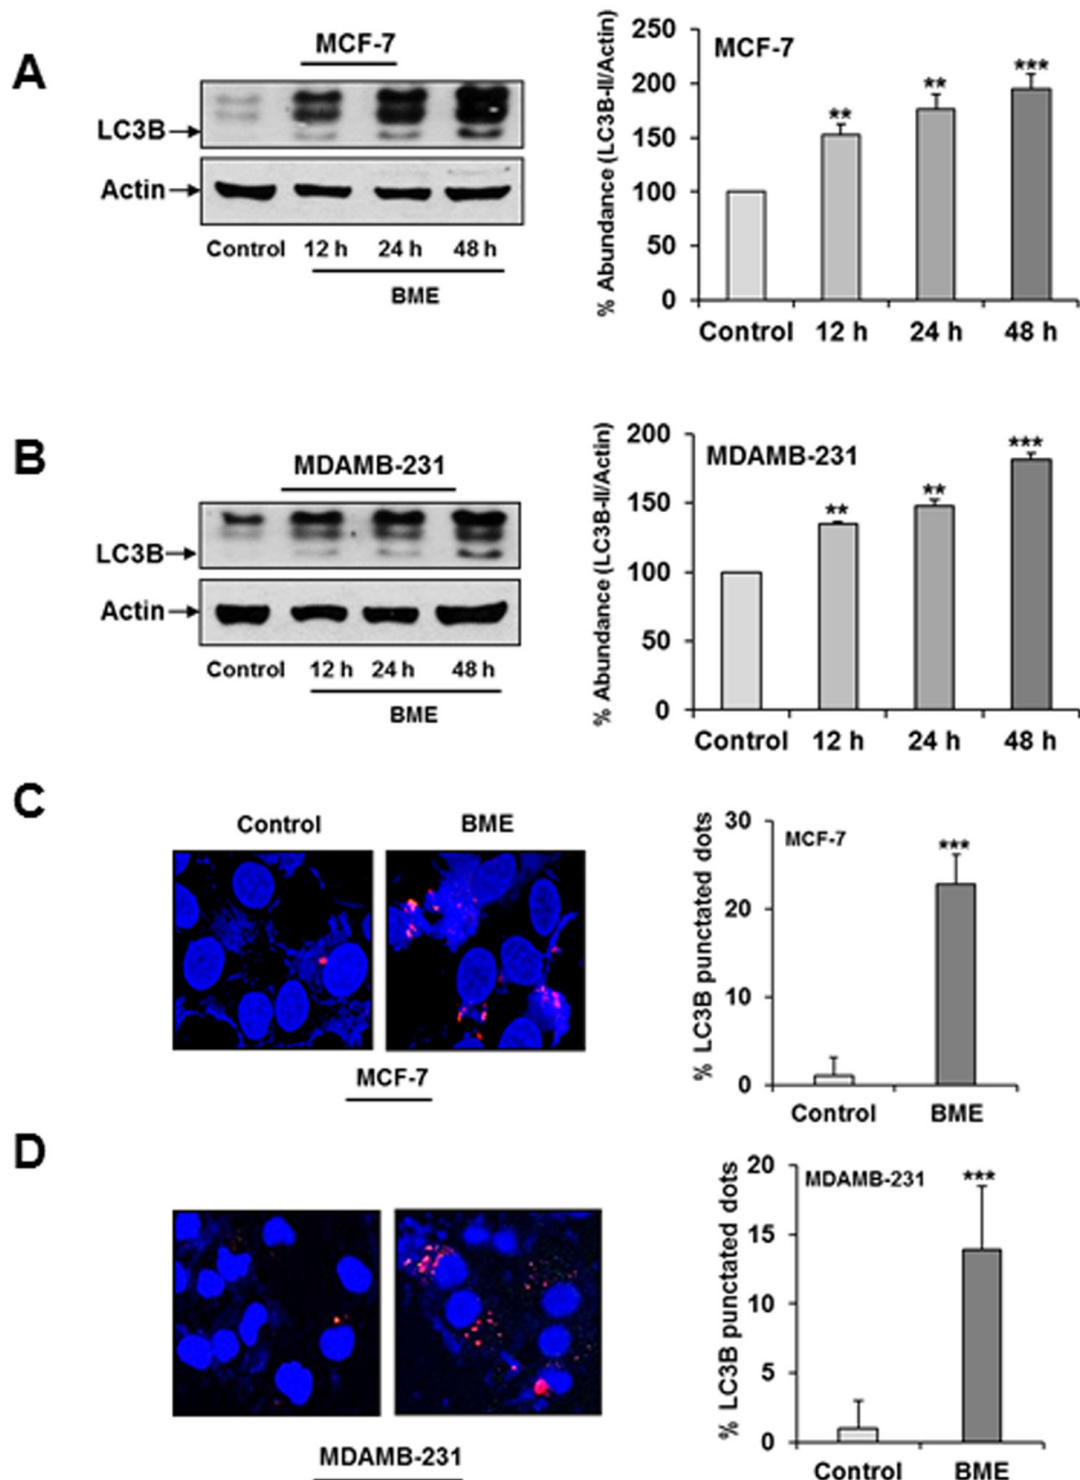 A
MCF-7
LC3B
Actin
Control 12 h 24 h 48 h
BME
% Abundance (LC3B-II/Actin)
250
200
150
100
50
0
MCF-7
** ** ***
Control 12 h 24 h 48 h
B
MDAMB-231
LC3B
Actin
Control 12 h 24 h 48 h
BME
% Abundance (LC3B-II/Actin)
200
150
100
50
0
MDAMB-231
** ** ***
Control 12 h 24 h 48 h
C
Control BME
MCF-7
% LC3B punctated dots
30
20
10
0
MCF-7
***
Control BME
D
MDAMB-231
% LC3B punctated dots
20
15
10
5
0
MDAMB-231
***
Control BME